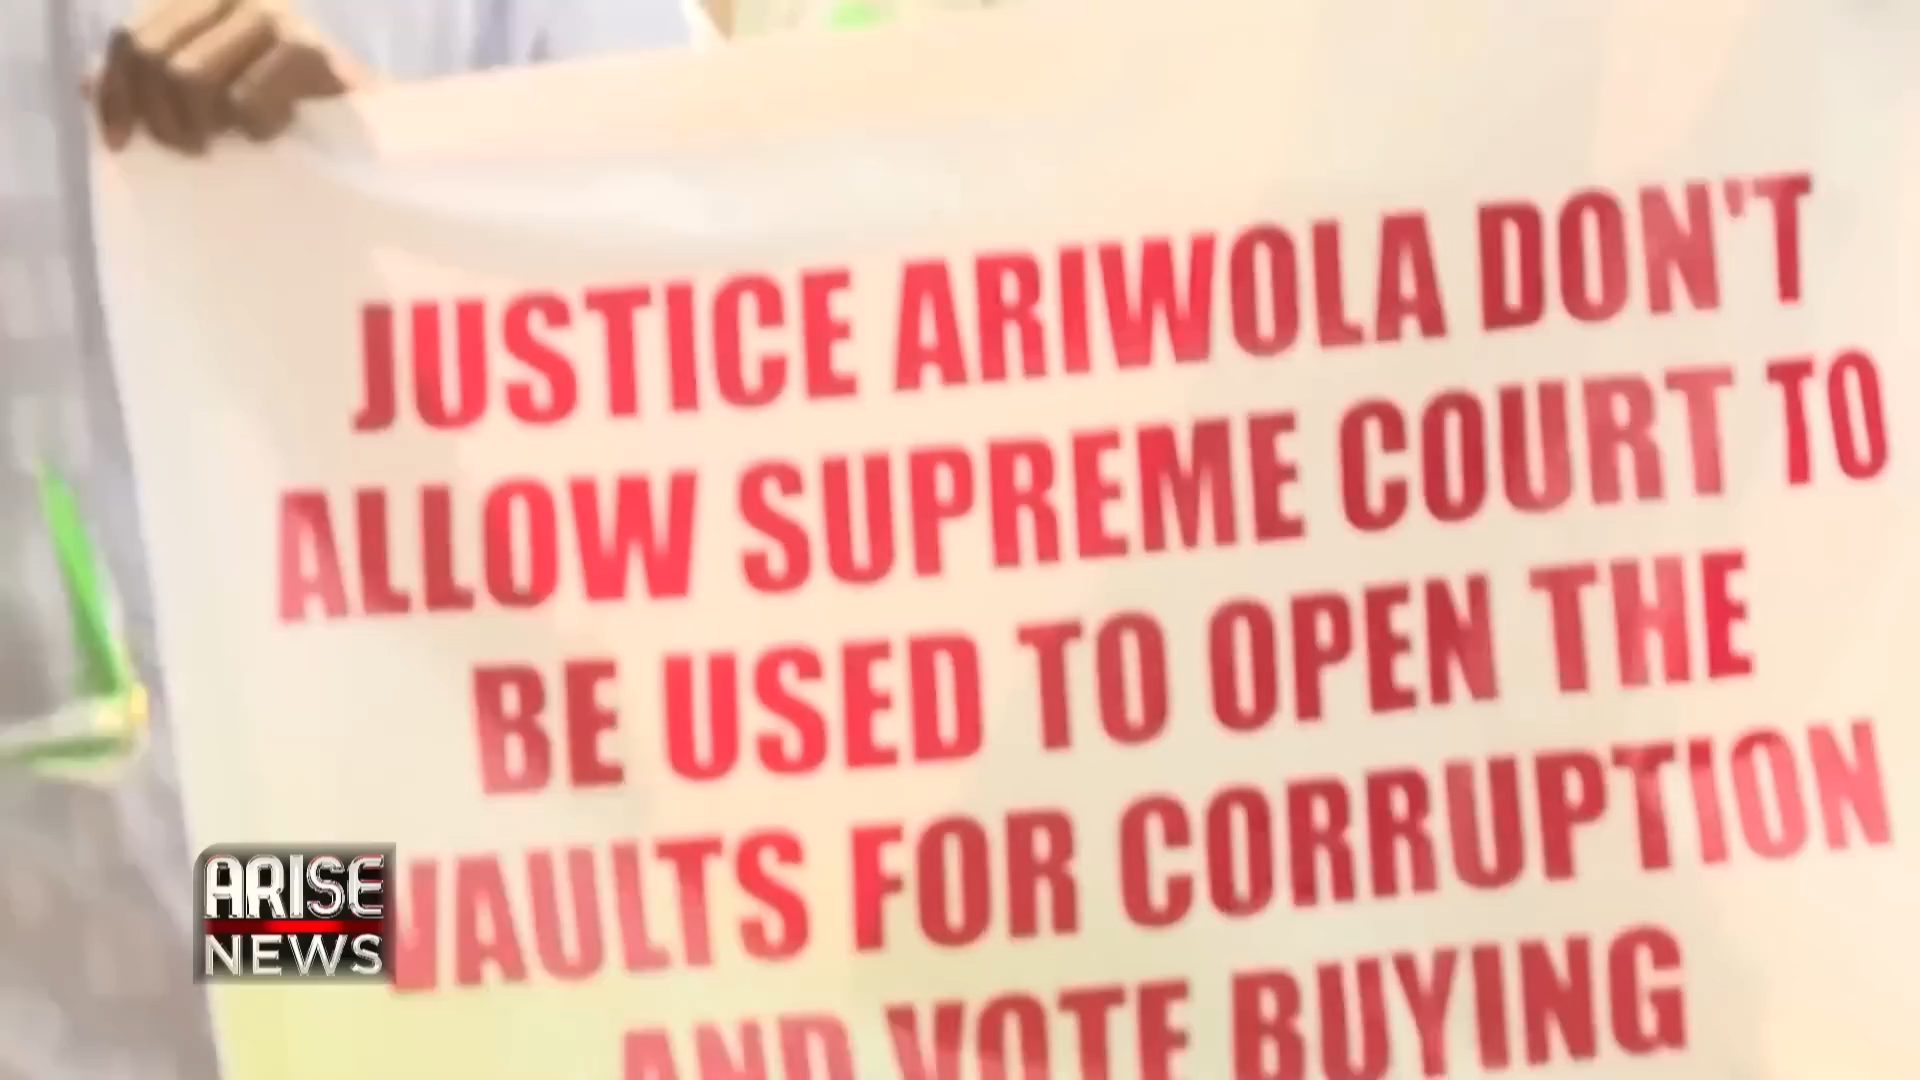 JUSTICE ARIWOLA DON'T
ALLOW SUPREME COURT TO
BE USED TO OPEN THE
VAULTS FOR CORRUPTION
AND VOTE BUYING
ARISE
NEWS